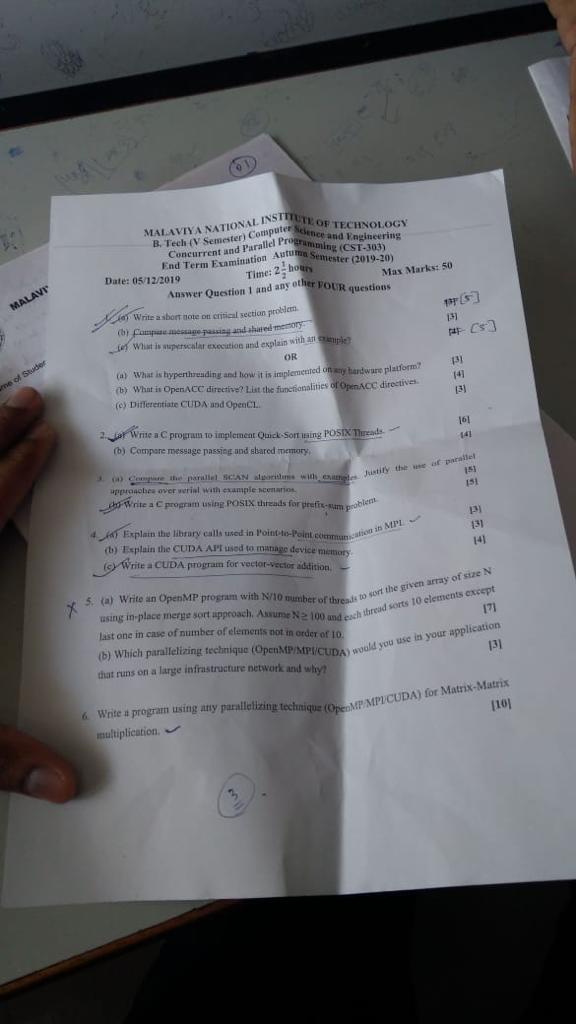 01
MALAVIYA NATIONAL INSTITUTE OF TECHNOLOGY
B. Tech (V Semester) Computer Science and Engineering
Concurrent and Parallel Programming (CST-303)
End Term Examination Autumn Semester (2019-20)
Date: 05/12/2019 Time: 2 1/2 hours Max Marks: 50
Answer Question 1 and any other FOUR questions
1. (a) Write a short note on critical section problem. [5]
(b) Compare message passing and shared memory. [3]
(c) What is superscalar execution and explain with an example? [5]
OR
(a) What is hyperthreading and how it is implemented on any hardware platform? [3]
(b) What is OpenACC directive? List the functionalities of OpenACC directives. [4]
(c) Differentiate CUDA and OpenCL. [3]
2. (a) Write a C program to implement Quick-Sort using POSIX Threads. [6]
(b) Compare message passing and shared memory. [4]
3. (a) Compare the parallel SCAN algorithms with examples. Justify the use of parallel
approaches over serial with example scenarios. [5]
(b) Write a C program using POSIX threads for prefix-sum problem. [5]
4. (a) Explain the library calls used in Point-to-Point communication in MPI. [3]
(b) Explain the CUDA API used to manage device memory. [3]
(c) Write a CUDA program for vector-vector addition. [4]
5. (a) Write an OpenMP program with N/10 number of threads to sort the given array of size N
using in-place merge sort approach. Assume N ≥ 100 and each thread sorts 10 elements except
last one in case of number of elements not in order of 10. [7]
(b) Which parallelizing technique (OpenMP/MPI/CUDA) would you use in your application
that runs on a large infrastructure network and why? [3]
6. Write a program using any parallelizing technique (OpenMP/MPI/CUDA) for Matrix-Matrix
multiplication. [10]
3
MALAVI
me of Studen